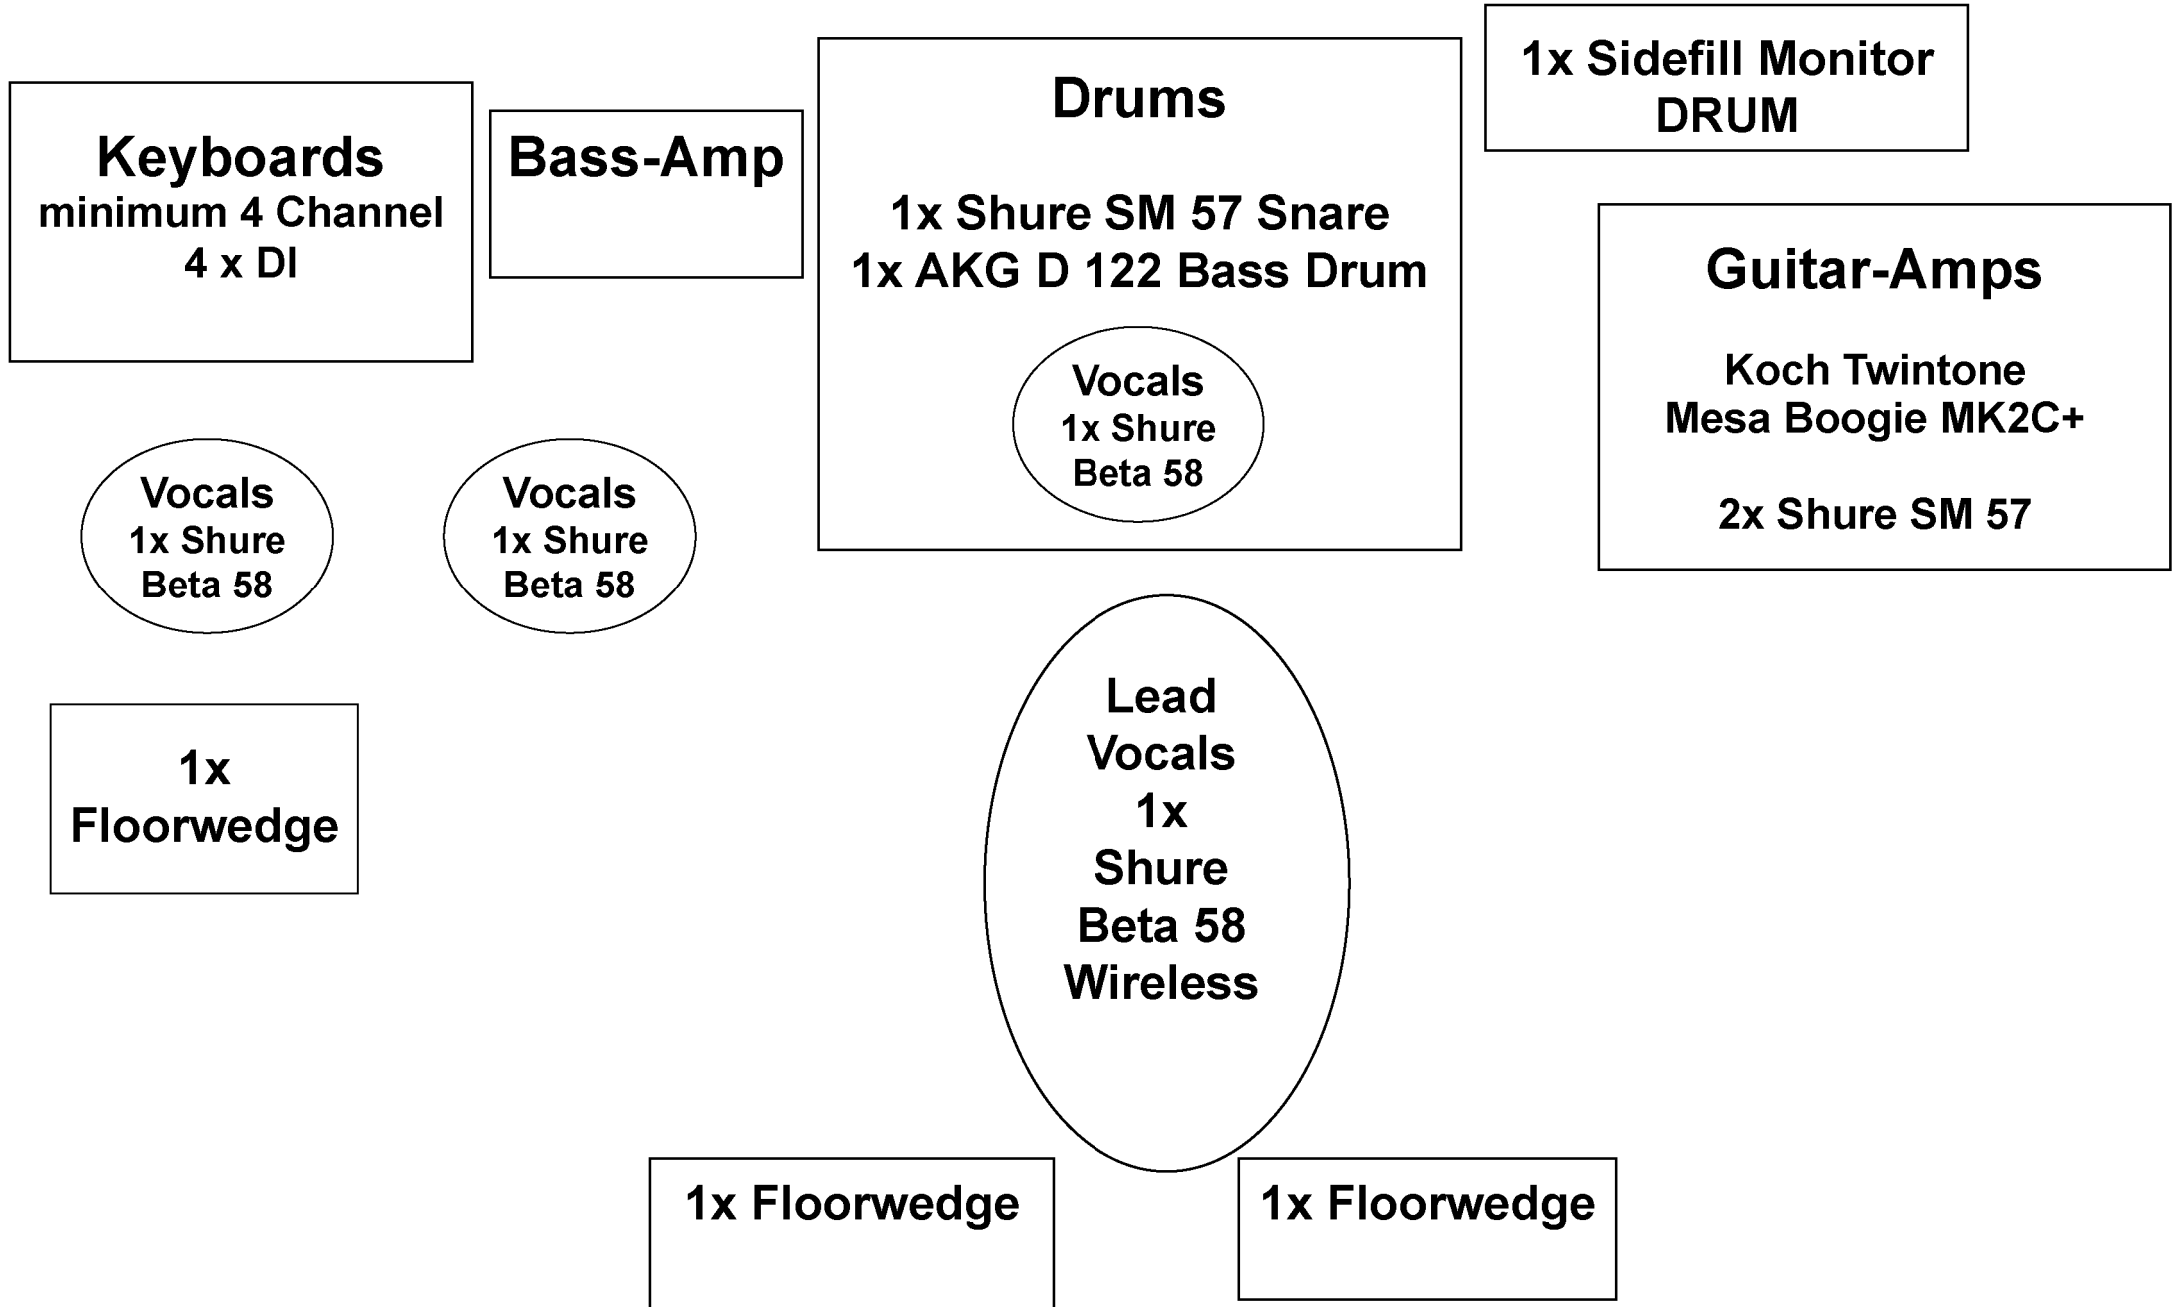 Keyboards
minimum 4 Channel
4 x DI
Bass-Amp
Drums
1x Shure SM 57 Snare
1x AKG D 122 Bass Drum
Vocals
1x Shure
Beta 58
1x Sidefill Monitor
DRUM
Guitar-Amps
Koch Twintone
Mesa Boogie MK2C+
2x Shure SM 57
Vocals
1x Shure
Beta 58
Vocals
1x Shure
Beta 58
1x
Floorwedge
Lead
Vocals
1x
Shure
Beta 58
Wireless
1x Floorwedge
1x Floorwedge